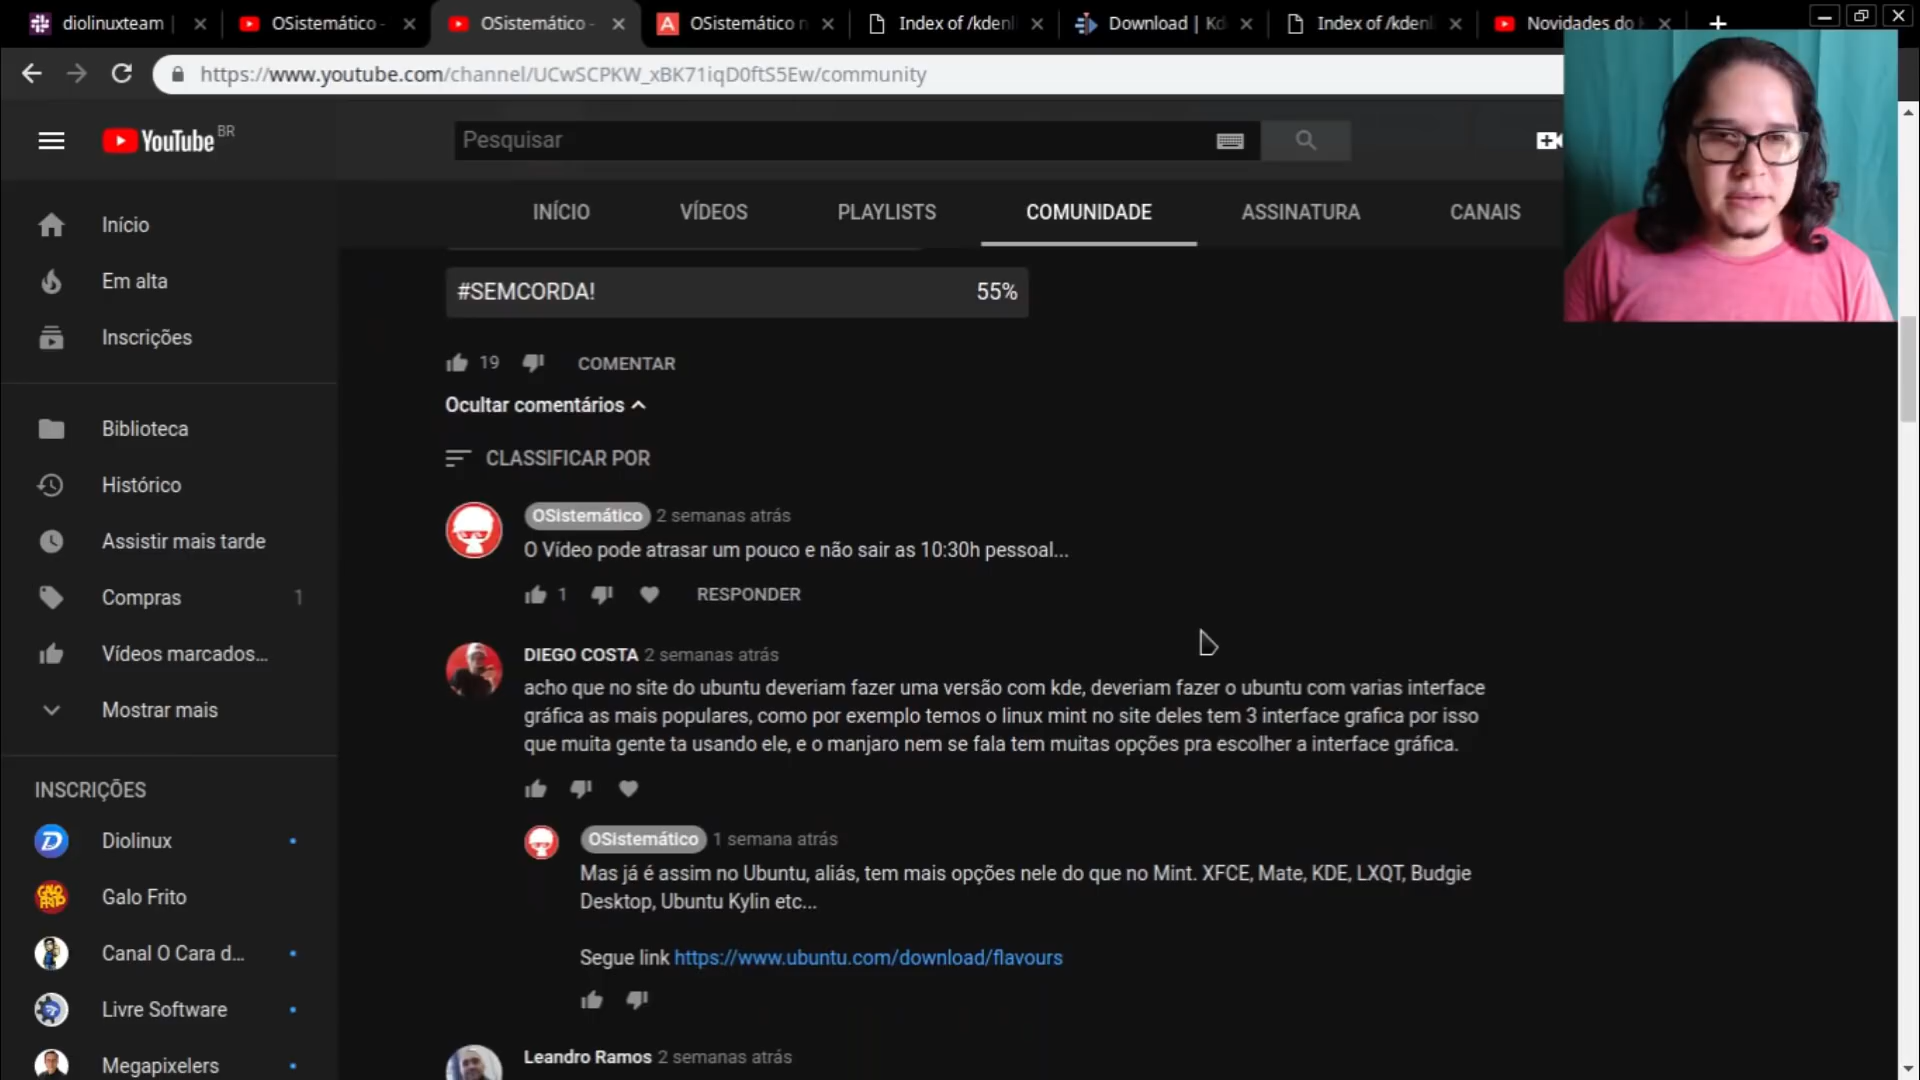 diolinuxteam |
OSistemático -
OSistemático -
OSistemático n
Index of /kdenl
Download | Kd
Index of /kdenl
Novidades do
https://www.youtube.com/channel/UCwSCPKW_xBK71iqD0ftS5Ew/community
YouTube BR
Pesquisar
INÍCIO
VÍDEOS
PLAYLISTS
COMUNIDADE
ASSINATURA
CANAIS
Início
Em alta
Inscrições
Biblioteca
Histórico
Assistir mais tarde
Compras 1
Vídeos marcados...
Mostrar mais
INSCRIÇÕES
Diolinux
Galo Frito
Canal O Cara d...
Livre Software
Megapixelers
#SEMCORDA! 55%
19 COMENTAR
Ocultar comentários
CLASSIFICAR POR
OSistemático 2 semanas atrás
O Vídeo pode atrasar um pouco e não sair as 10:30h pessoal...
1 RESPONDER
DIEGO COSTA 2 semanas atrás
acho que no site do ubuntu deveriam fazer uma versão com kde, deveriam fazer o ubuntu com varias interface
gráfica as mais populares, como por exemplo temos o linux mint no site deles tem 3 interface grafica por isso
que muita gente ta usando ele, e o manjaro nem se fala tem muitas opções pra escolher a interface gráfica.
OSistemático 1 semana atrás
Mas já é assim no Ubuntu, aliás, tem mais opções nele do que no Mint. XFCE, Mate, KDE, LXQT, Budgie
Desktop, Ubuntu Kylin etc...
Segue link https://www.ubuntu.com/download/flavours
Leandro Ramos 2 semanas atrás